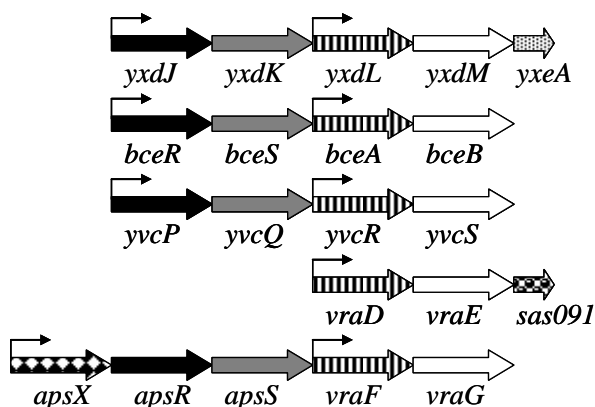 yxdJ yxdK yxdL yxdM yxeA
bceR bceS bceA bceB
yvcP yvcQ yvcR yvcS
vraD vraE sas091
apsX apsR apsS vraF vraG